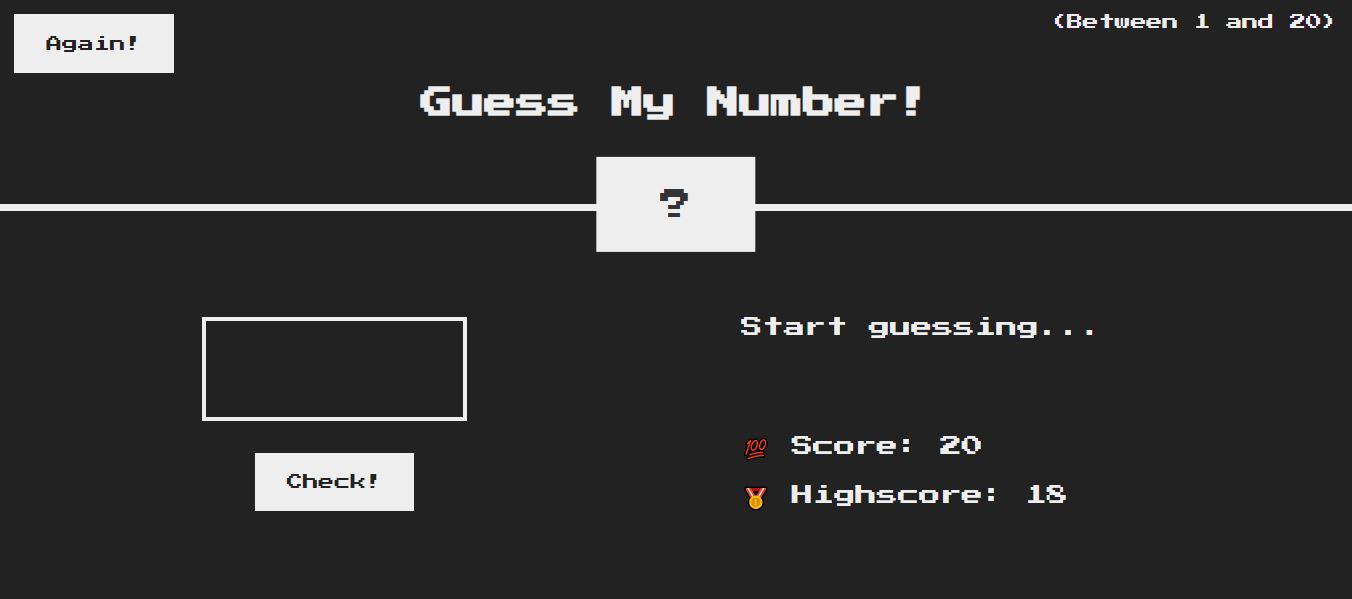 Again!
(Between 1 and 20)
Guess My Number!
?
Start guessing...
Check!
💯 Score: 20
🥇 Highscore: 18